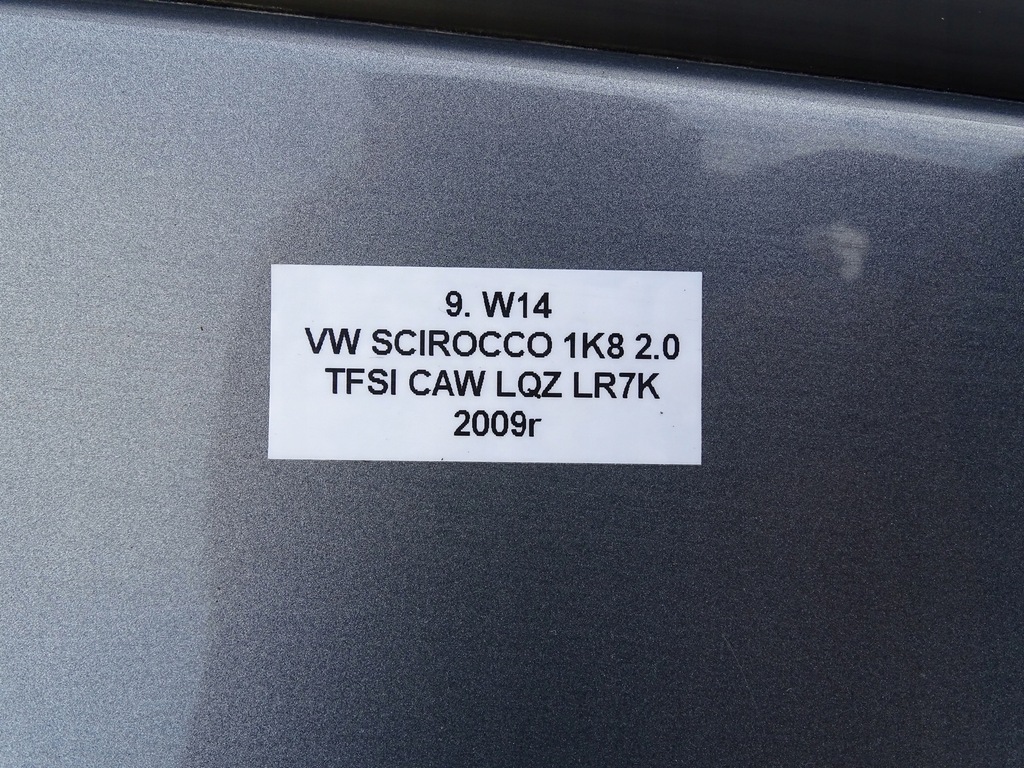 9. W14
VW SCIROCCO 1K8 2.0
TFSI CAW LQZ LR7K
2009r